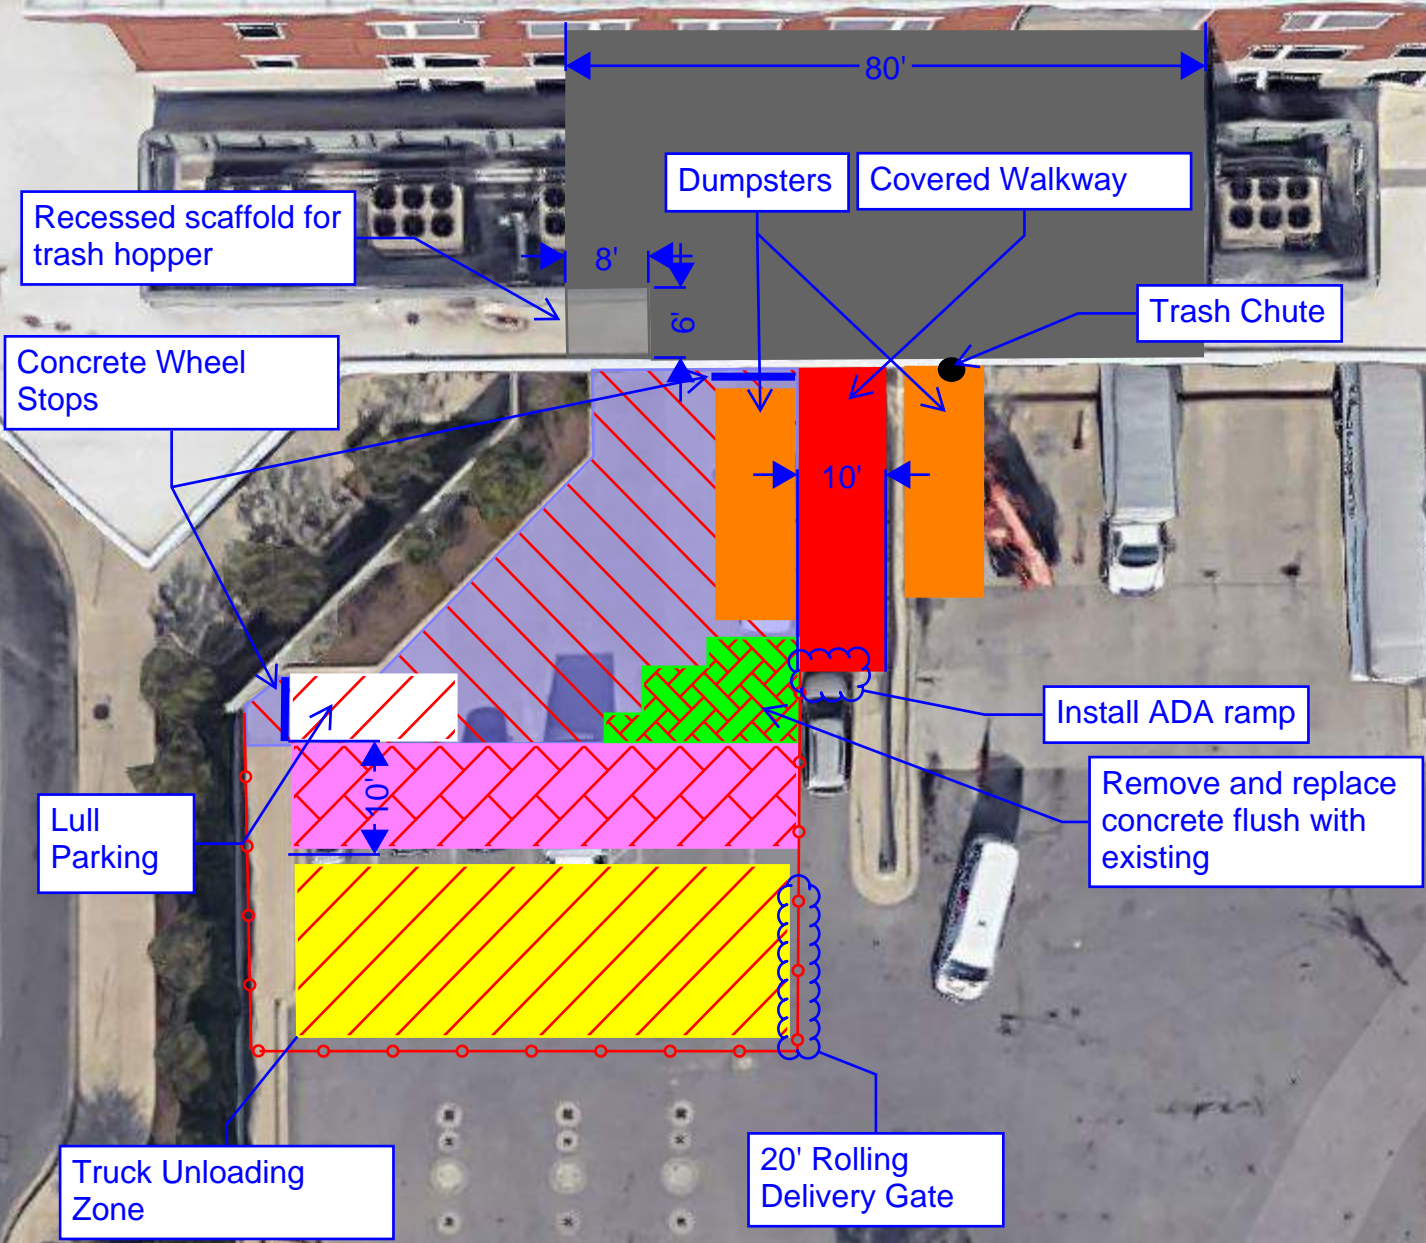 80'
Dumpsters
Covered Walkway
Recessed scaffold for
trash hopper
8'
6'
Trash Chute
Concrete Wheel
Stops
10'
Install ADA ramp
Remove and replace
concrete flush with
existing
10'
Lull
Parking
Truck Unloading
Zone
20' Rolling
Delivery Gate